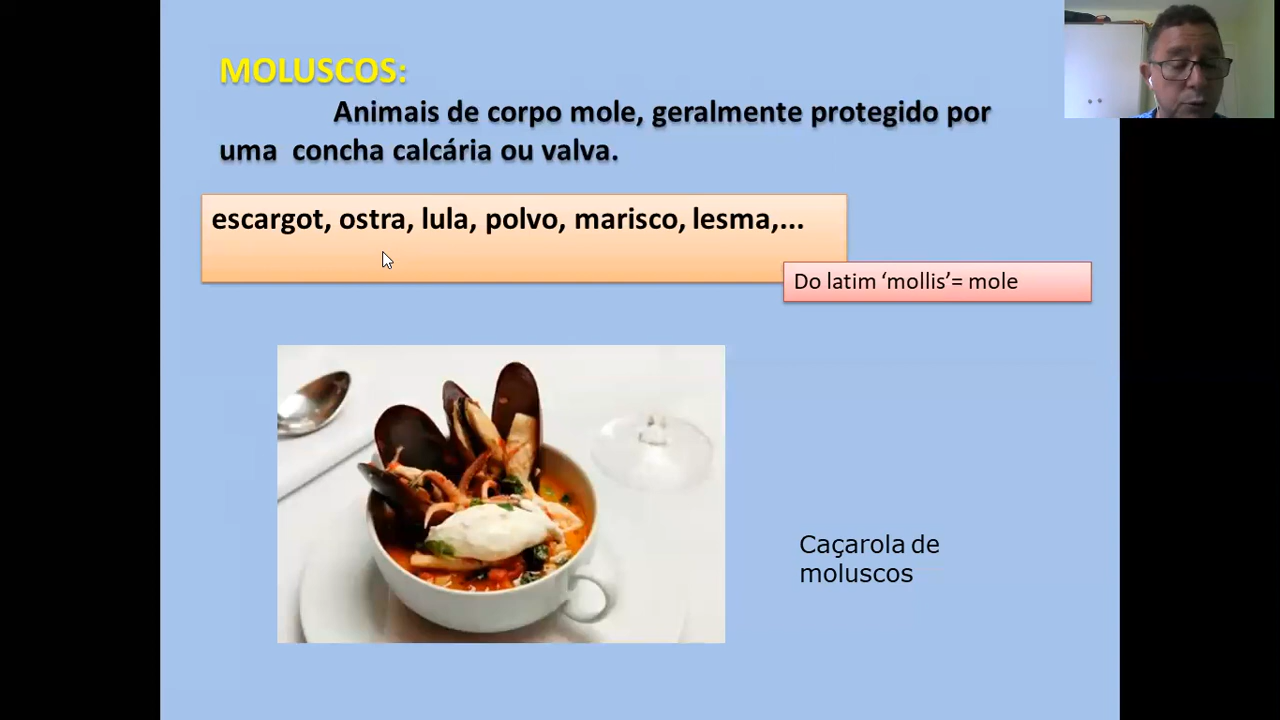 MOLUSCOS:
Animais de corpo mole, geralmente protegido por
uma concha calcária ou valva.
escargot, ostra, lula, polvo, marisco, lesma,...
Do latim ‘mollis’= mole
Caçarola de
moluscos